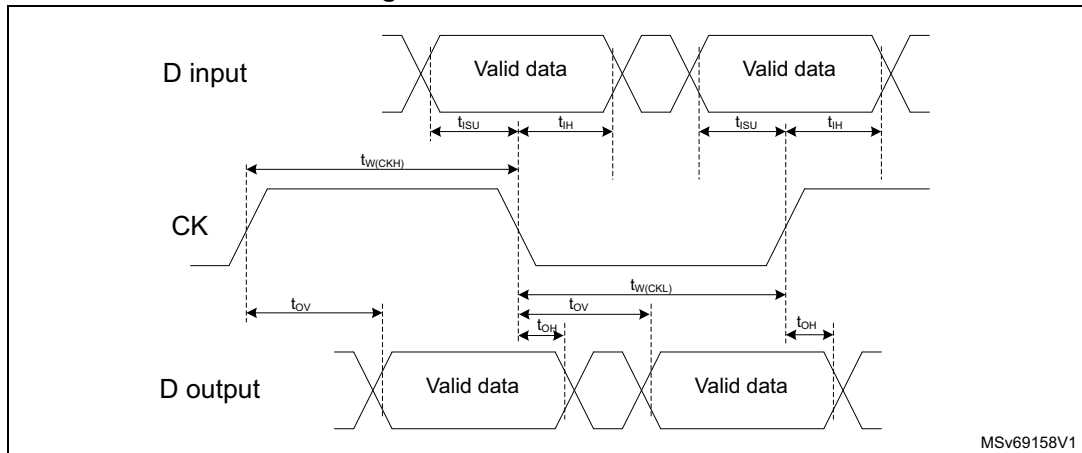 D input
Valid data
Valid data
tISU
tIH
tISU
tIH
tW(CKH)
CK
tW(CKL)
tOV
tOV
tOH
tOH
D output
Valid data
Valid data
MSv69158V1